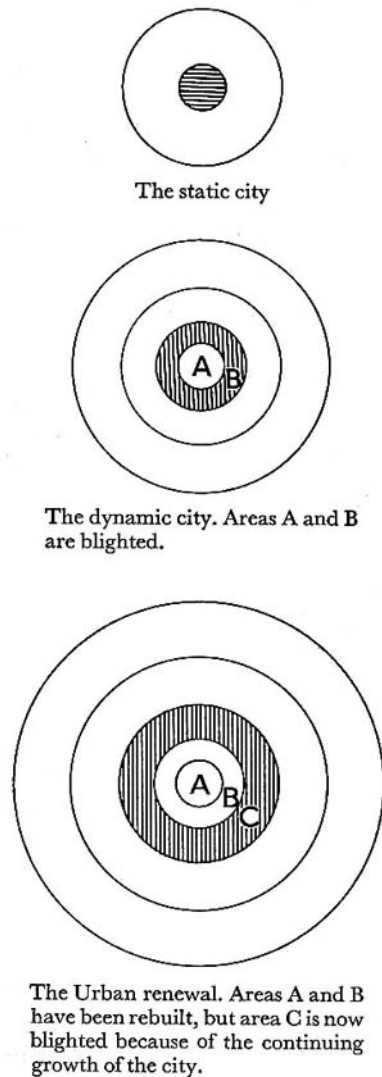 The static city
A
B
The dynamic city. Areas A and B
are blighted.
A
B
C
The Urban renewal. Areas A and B
have been rebuilt, but area C is now
blighted because of the continuing
growth of the city.